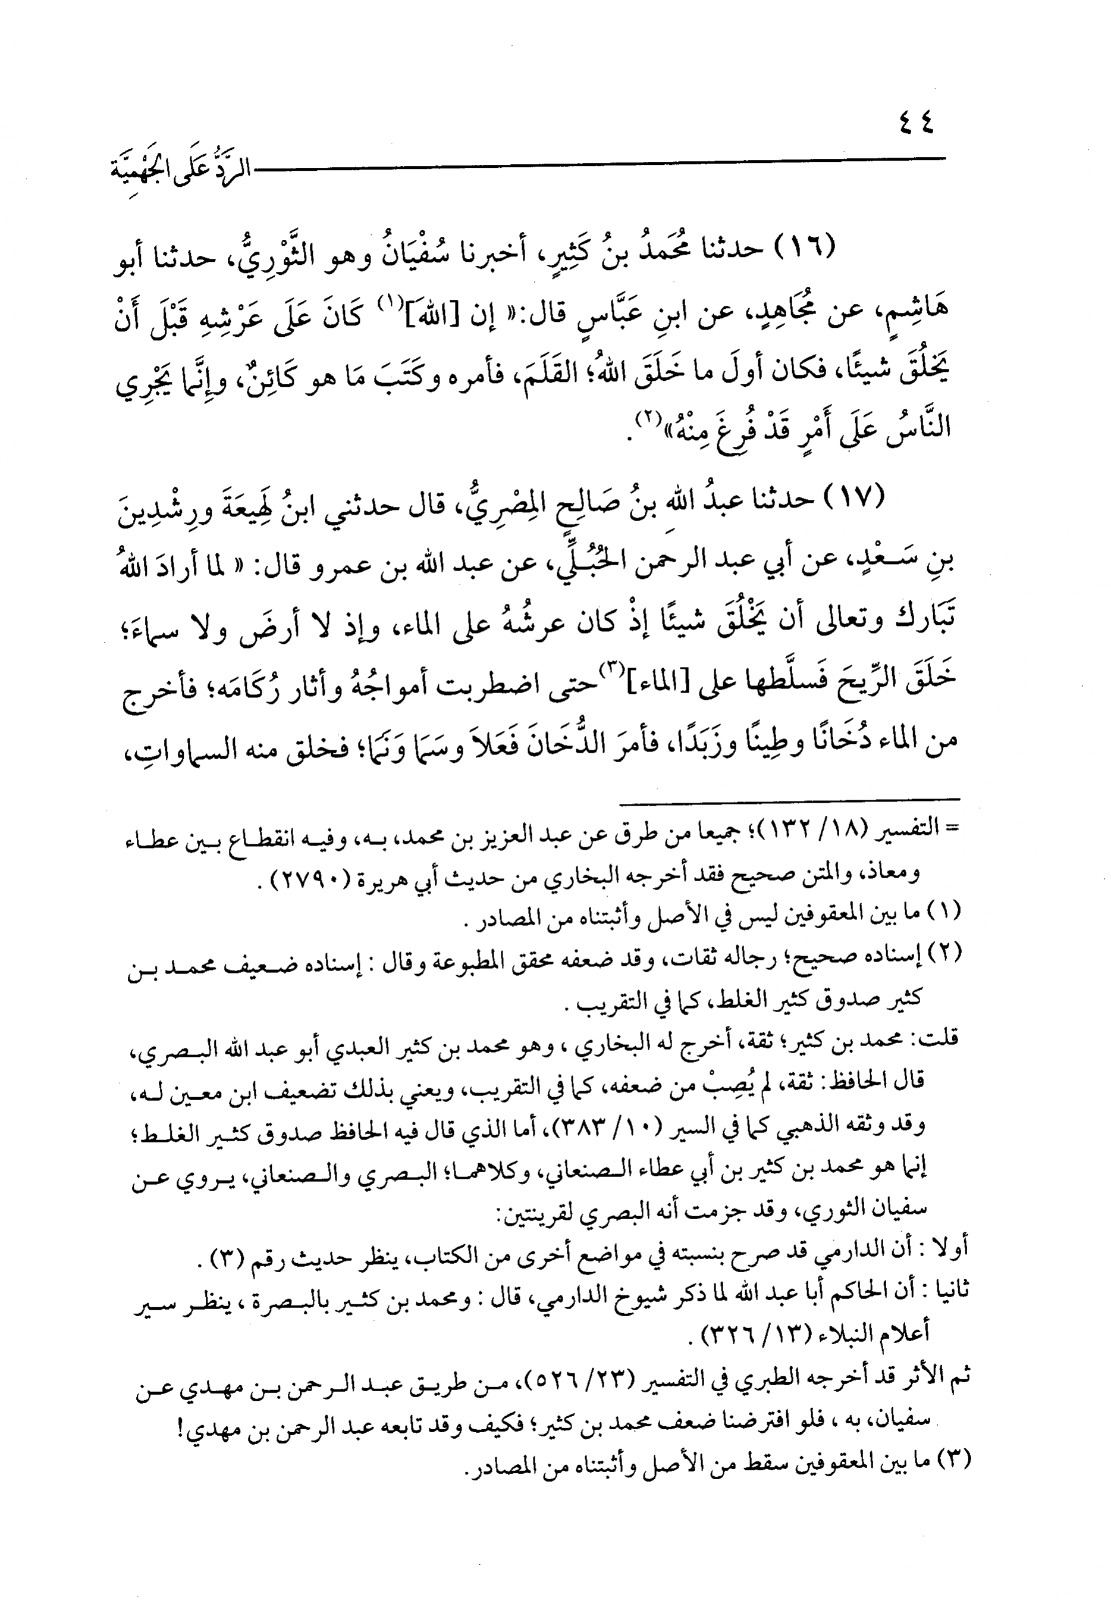 ٤٤
الرَّدُّ عَلَى الجَهْمِيَّة
(١٦) حدثنا مُحَمدُ بنُ كَثِيرٍ، أخبرنا سُفْيَانُ وهو الثَّوْرِيُّ، حدثنا أبو
هَاشِمٍ، عن مُجَاهِدٍ، عن ابنِ عَبَّاسٍ قال:« إن [اللهَ](١) كَانَ عَلَى عَرْشِهِ قَبْلَ أَنْ
يَخْلُقَ شيئًا، فكان أولَ ما خَلَقَ اللهُ؛ القَلَمَ، فأمره وكَتَبَ مَا هو كَائِنٌ، وإِنَّما يَجْرِي
النَّاسُ عَلَى أَمْرٍ قَدْ فُرِغَ مِنْهُ»(٢).
(١٧) حدثنا عبدُ الله بنُ صَالِحٍ المِصْرِيُّ، قال حدثني ابنُ لَهِيعَةَ ورِشْدِينَ
بنِ سَعْدٍ، عن أبي عبد الرحمن الحُبُلِّي، عن عبد الله بن عمرو قال: « لما أرادَ اللهُ
تَبَارك وتعالى أن يَخْلُقَ شيئًا إذْ كان عرشُهُ على الماء، وإذ لا أرضَ ولا سماءَ؛
خَلَقَ الرِّيحَ فَسلَّطها على [الماء](٣) حتى اضطربت أمواجُهُ وأثار رُكَامَه؛ فأخرج
من الماء دُخَانًا وطِينًا وزَبَدًا، فأمرَ الدُّخَانَ فَعَلاَ وسَمَا وَنَمَا؛ فخلق منه السماواتِ،
= التفسير (١٨/ ١٣٢)؛ جميعا من طرق عن عبد العزيز بن محمد، به، وفيه انقطاع بين عطاء
ومعاذ، والمتن صحيح فقد أخرجه البخاري من حديث أبي هريرة (٢٧٩٠) .
(١) ما بين المعقوفين ليس في الأصل وأثبتناه من المصادر .
(٢) إسناده صحيح؛ رجاله ثقات، وقد ضعفه محقق المطبوعة وقال : إسناده ضعيف محمد بن
كثير صدوق كثير الغلط، كما في التقريب .
قلت: محمد بن كثير؛ ثقة، أخرج له البخاري ، وهو محمد بن كثير العبدي أبو عبد الله البصري،
قال الحافظ : ثقة، لم يُصِبْ من ضعفه، كما في التقريب، ويعني بذلك تضعيف ابن معين له،
وقد وثقه الذهبي كما في السير (١٠/ ٣٨٣)، أما الذي قال فيه الحافظ صدوق كثير الغلط؛
إنما هو محمد بن كثير بن أبي عطاء الصنعاني، وكلاهما؛ البصري والصنعاني، يروي عن
سفيان الثوري، وقد جزمت أنه البصري لقرينتين:
أولا : أن الدارمي قد صرح بنسبته في مواضع أخرى من الكتاب، ينظر حديث رقم (٣) .
ثانيا : أن الحاكم أبا عبد الله لما ذكر شيوخ الدارمي، قال : ومحمد بن كثير بالبصرة ، ينظر سير
أعلام النبلاء (١٣/ ٣٢٦) .
ثم الأثر قد أخرجه الطبري في التفسير (٢٣/ ٥٢٦)، من طريق عبد الرحمن بن مهدي عن
سفيان، به ، فلو افترضنا ضعف محمد بن كثير؛ فكيف وقد تابعه عبد الرحمن بن مهدي!
(٣) ما بين المعقوفين سقط من الأصل وأثبتناه من المصادر.